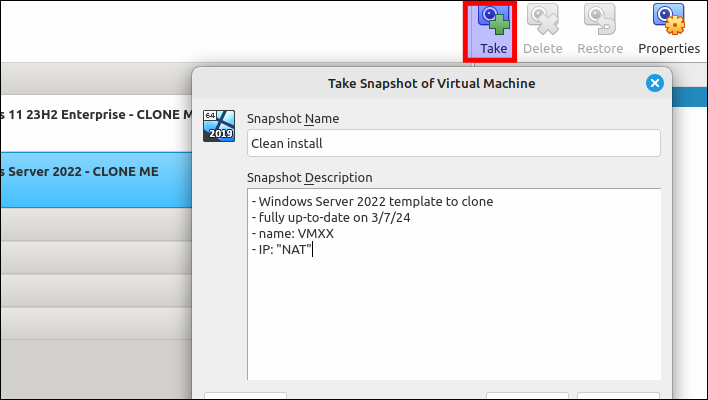 Take Delete Restore Properties
Take Snapshot of Virtual Machine
64
2019
Snapshot Name
Clean install
s 11 23H2 Enterprise - CLONE M
s Server 2022 - CLONE ME
Snapshot Description
- Windows Server 2022 template to clone
- fully up-to-date on 3/7/24
- name: VMXX
- IP: "NAT"